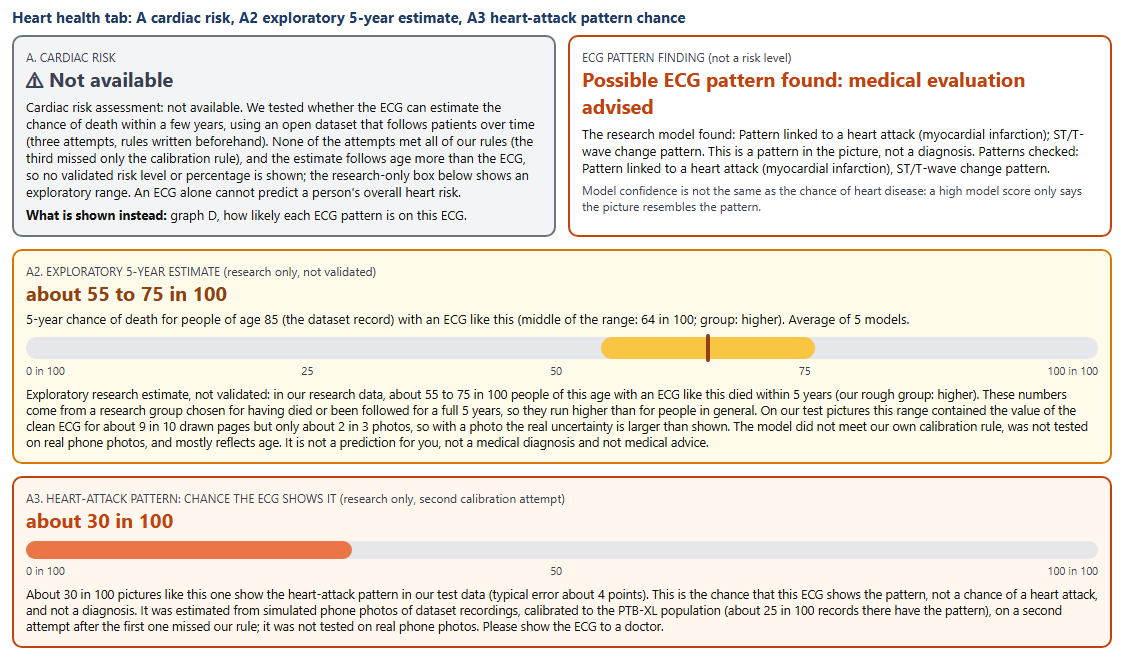 Heart health tab: A cardiac risk, A2 exploratory 5-year estimate, A3 heart-attack pattern chance
A. CARDIAC RISK
⚠ Not available
Cardiac risk assessment: not available. We tested whether the ECG can estimate the
chance of death within a few years, using an open dataset that follows patients over time
(three attempts, rules written beforehand). None of the attempts met all of our rules (the
third missed only the calibration rule), and the estimate follows age more than the ECG,
so no validated risk level or percentage is shown; the research-only box below shows an
exploratory range. An ECG alone cannot predict a person's overall heart risk.
What is shown instead: graph D, how likely each ECG pattern is on this ECG.
ECG PATTERN FINDING (not a risk level)
Possible ECG pattern found: medical evaluation
advised
The research model found: Pattern linked to a heart attack (myocardial infarction); ST/T-
wave change pattern. This is a pattern in the picture, not a diagnosis. Patterns checked:
Pattern linked to a heart attack (myocardial infarction), ST/T-wave change pattern.
Model confidence is not the same as the chance of heart disease: a high model score only says
the picture resembles the pattern.
A2. EXPLORATORY 5-YEAR ESTIMATE (research only, not validated)
about 55 to 75 in 100
5-year chance of death for people of age 85 (the dataset record) with an ECG like this (middle of the range: 64 in 100; group: higher). Average of 5 models.
0 in 100 25 50 75 100 in 100
Exploratory research estimate, not validated: in our research data, about 55 to 75 in 100 people of this age with an ECG like this died within 5 years (our rough group: higher). These numbers
come from a research group chosen for having died or been followed for a full 5 years, so they run higher than for people in general. On our test pictures this range contained the value of the
clean ECG for about 9 in 10 drawn pages but only about 2 in 3 photos, so with a photo the real uncertainty is larger than shown. The model did not meet our own calibration rule, was not tested
on real phone photos, and mostly reflects age. It is not a prediction for you, not a medical diagnosis and not medical advice.
A3. HEART-ATTACK PATTERN: CHANCE THE ECG SHOWS IT (research only, second calibration attempt)
about 30 in 100
0 in 100 50 100 in 100
About 30 in 100 pictures like this one show the heart-attack pattern in our test data (typical error about 4 points). This is the chance that this ECG shows the pattern, not a chance of a heart attack,
and not a diagnosis. It was estimated from simulated phone photos of dataset recordings, calibrated to the PTB-XL population (about 25 in 100 records there have the pattern), on a second
attempt after the first one missed our rule; it was not tested on real phone photos. Please show the ECG to a doctor.